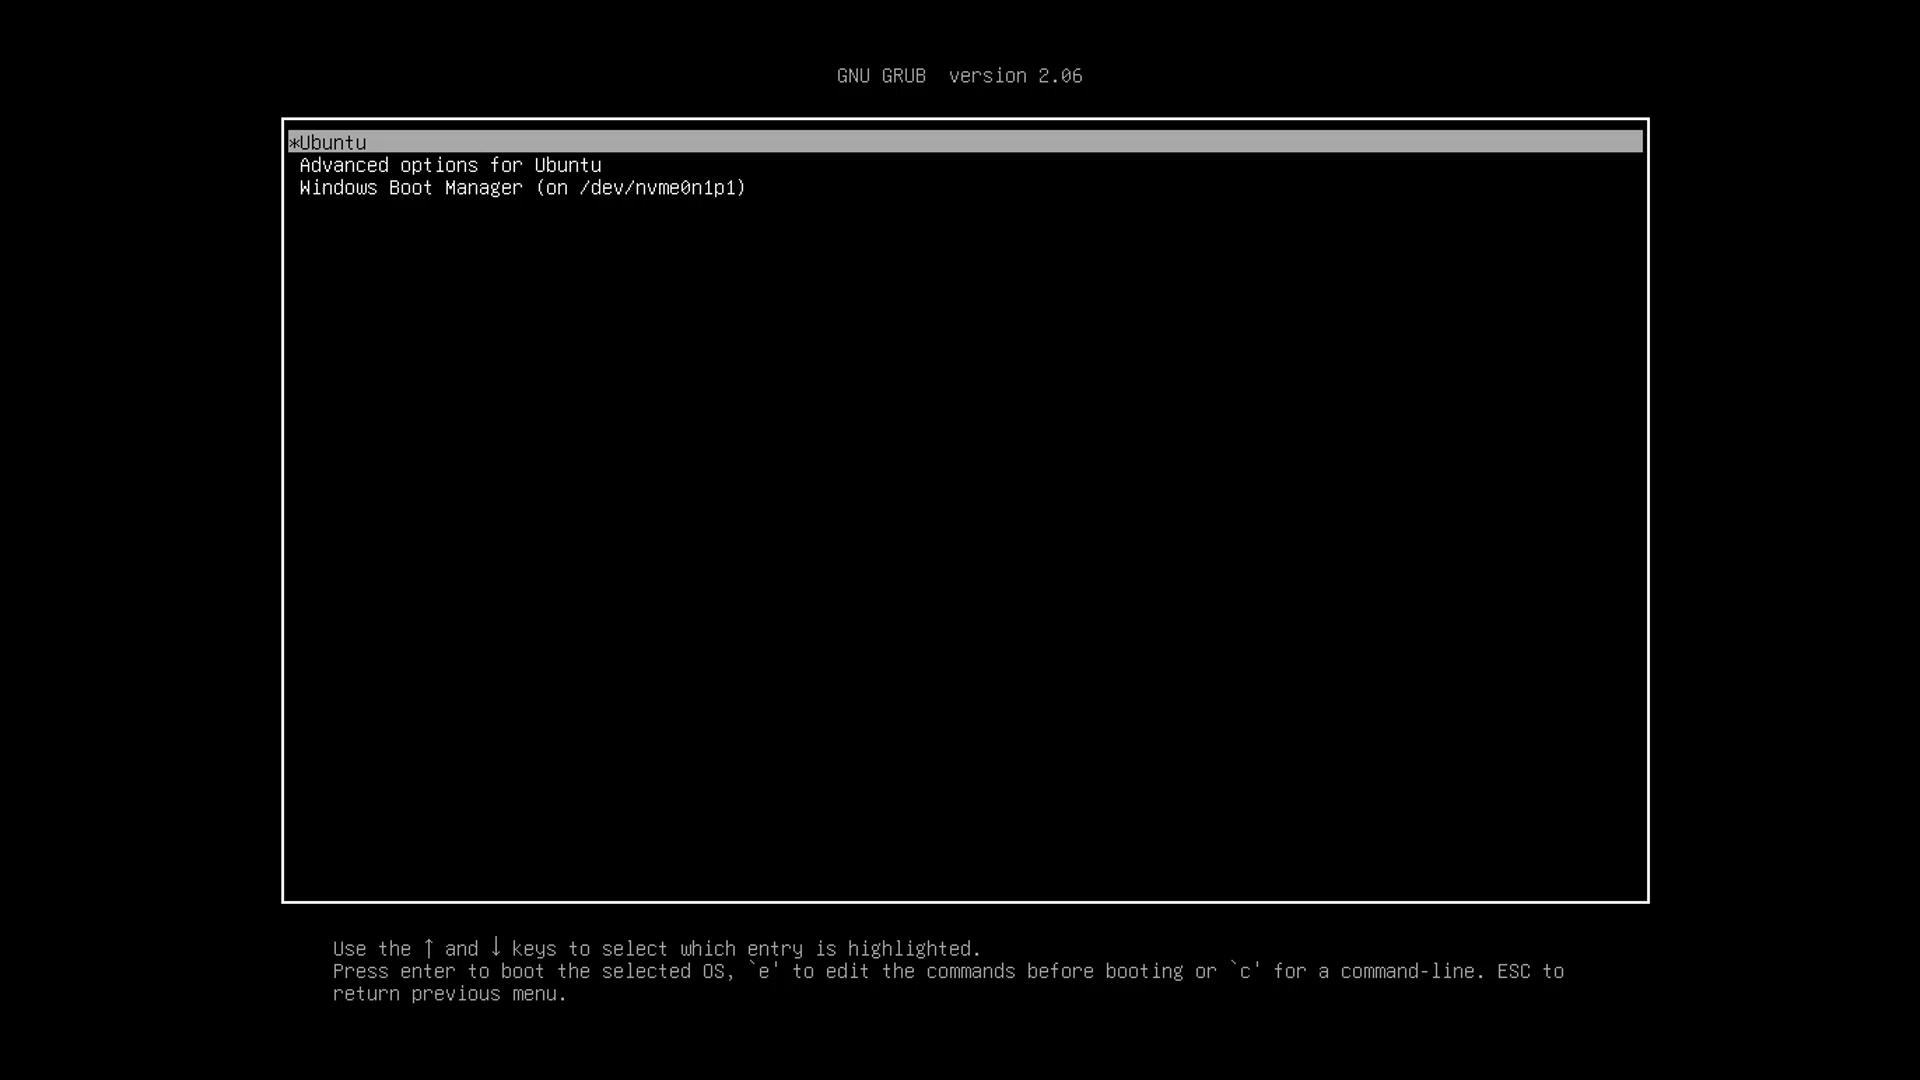 GNU GRUB  version 2.06
*Ubuntu
Advanced options for Ubuntu
Windows Boot Manager (on /dev/nvme0n1p1)
Use the ↑ and ↓ keys to select which entry is highlighted.
Press enter to boot the selected OS, `e' to edit the commands before booting or `c' for a command-line. ESC to
return previous menu.